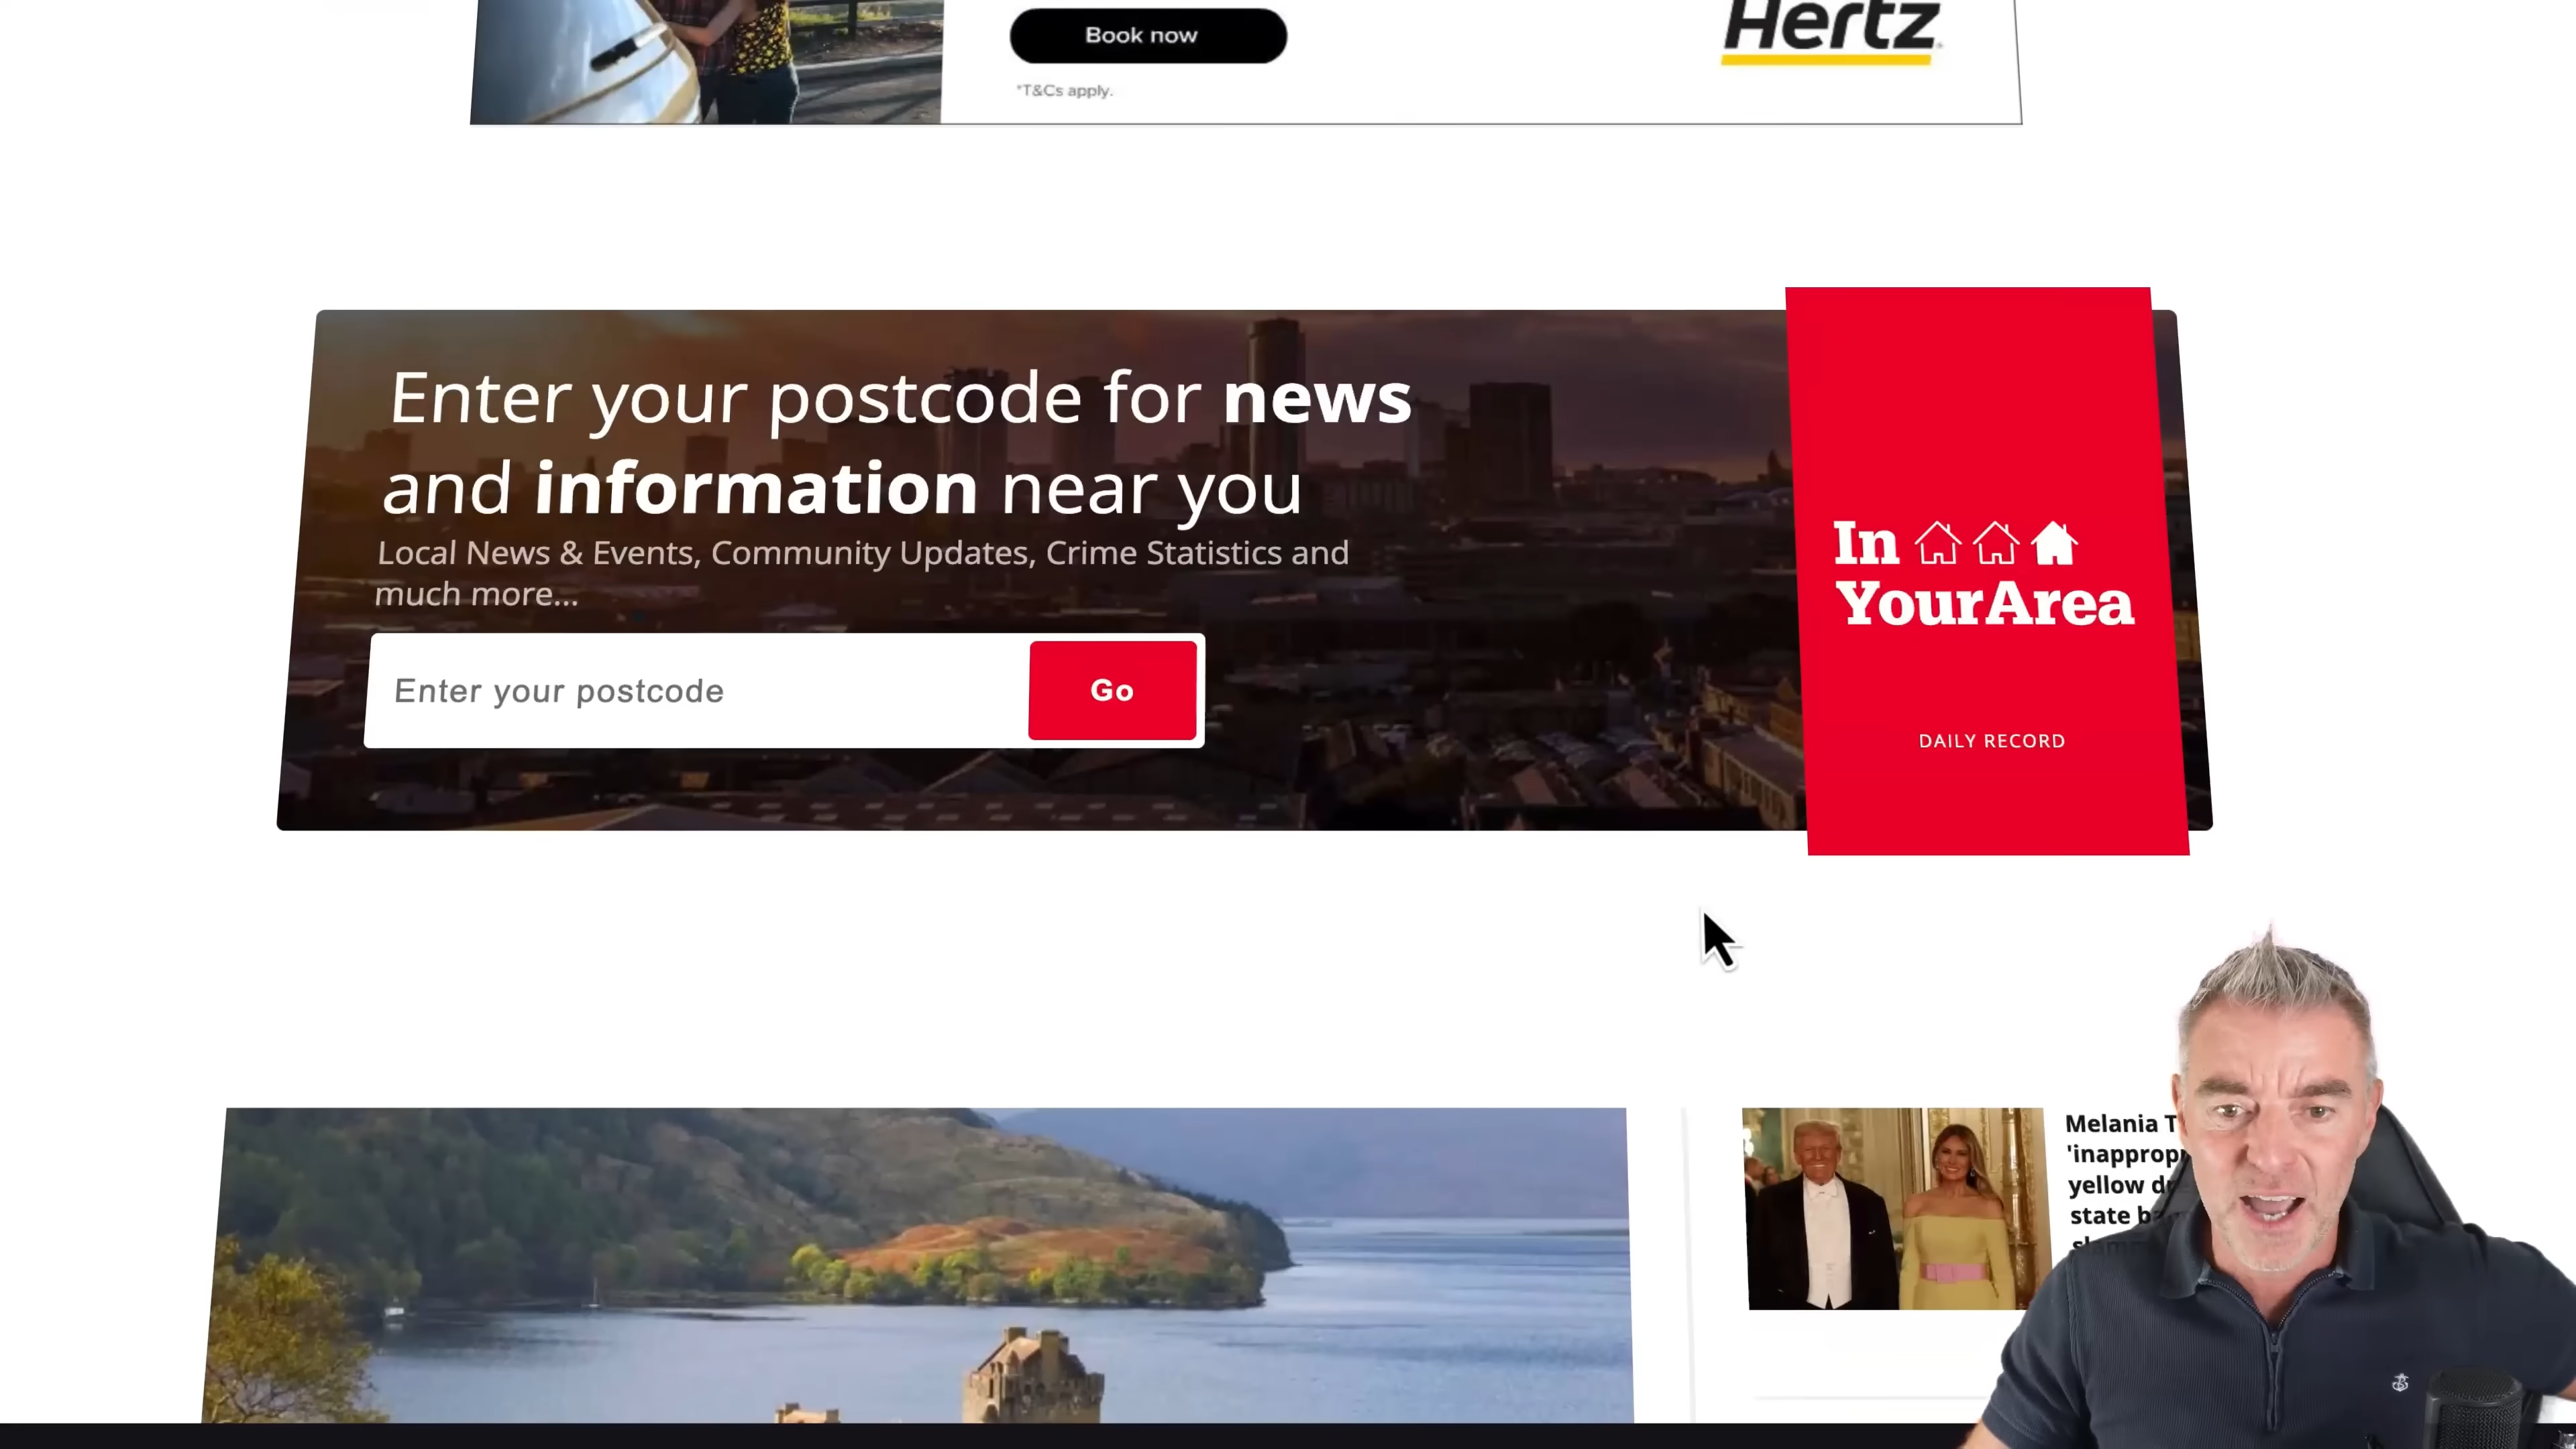 Book now
Hertz
*T&Cs apply.
Enter your postcode for news
and information near you
Local News & Events, Community Updates, Crime Statistics and
much more...
Enter your postcode
Go
In
YourArea
DAILY RECORD
Melania
yellow
state